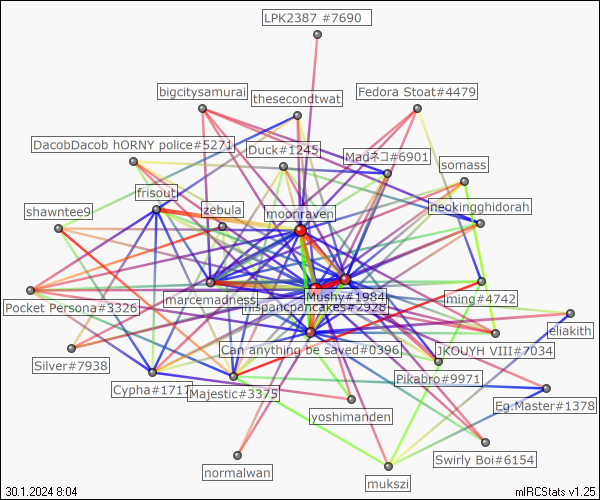 LPK2387 #7690
bigcitysamurai
thesecondtwat
Fedora Stoat#4479
DacobDacob hORNY police#5271
Duck#1245
Madネコ#6901
somass
frisout
shawntee9
zebula
moonraven
neokingghidorah
marcemadness
Mushy#1984
hispancpancakes#2928
ming#4742
Pocket Persona#3326
eliakith
Can anything be saved#0396
JKOUYH VIII#7034
Silver#7938
Cypha#1717
Majestic#3375
Pikabro#9971
Eg.Master#1378
yoshimanden
Swirly Boi#6154
normalwan
mukszi
30.1.2024 8:04
mIRCStats v1.25